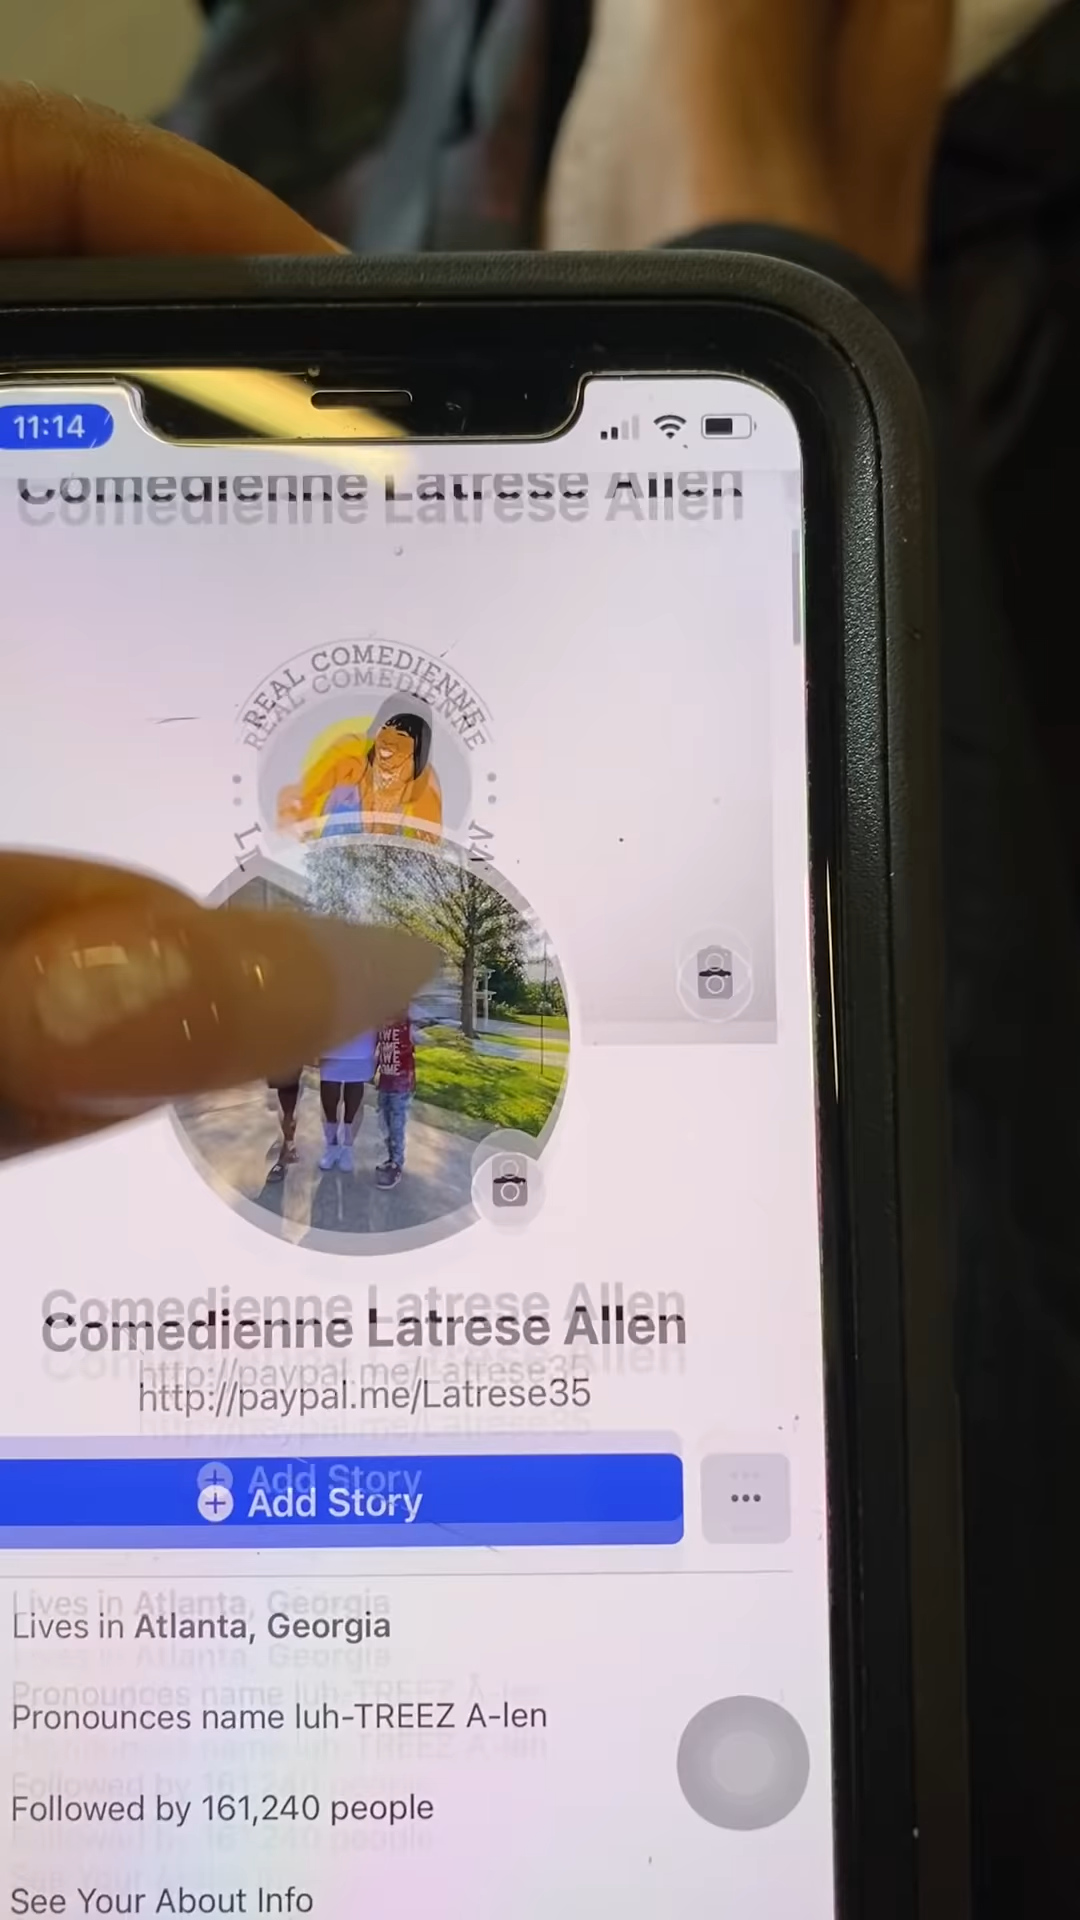 11:14
Comedienne Latrese Allen
REAL COMEDIENNE
Comedienne Latrese Allen
http://paypal.me/Latrese35
Add Story
Lives in Atlanta, Georgia
Pronounces name luh-TREEZ A-len
Followed by 161,240 people
See Your About Info